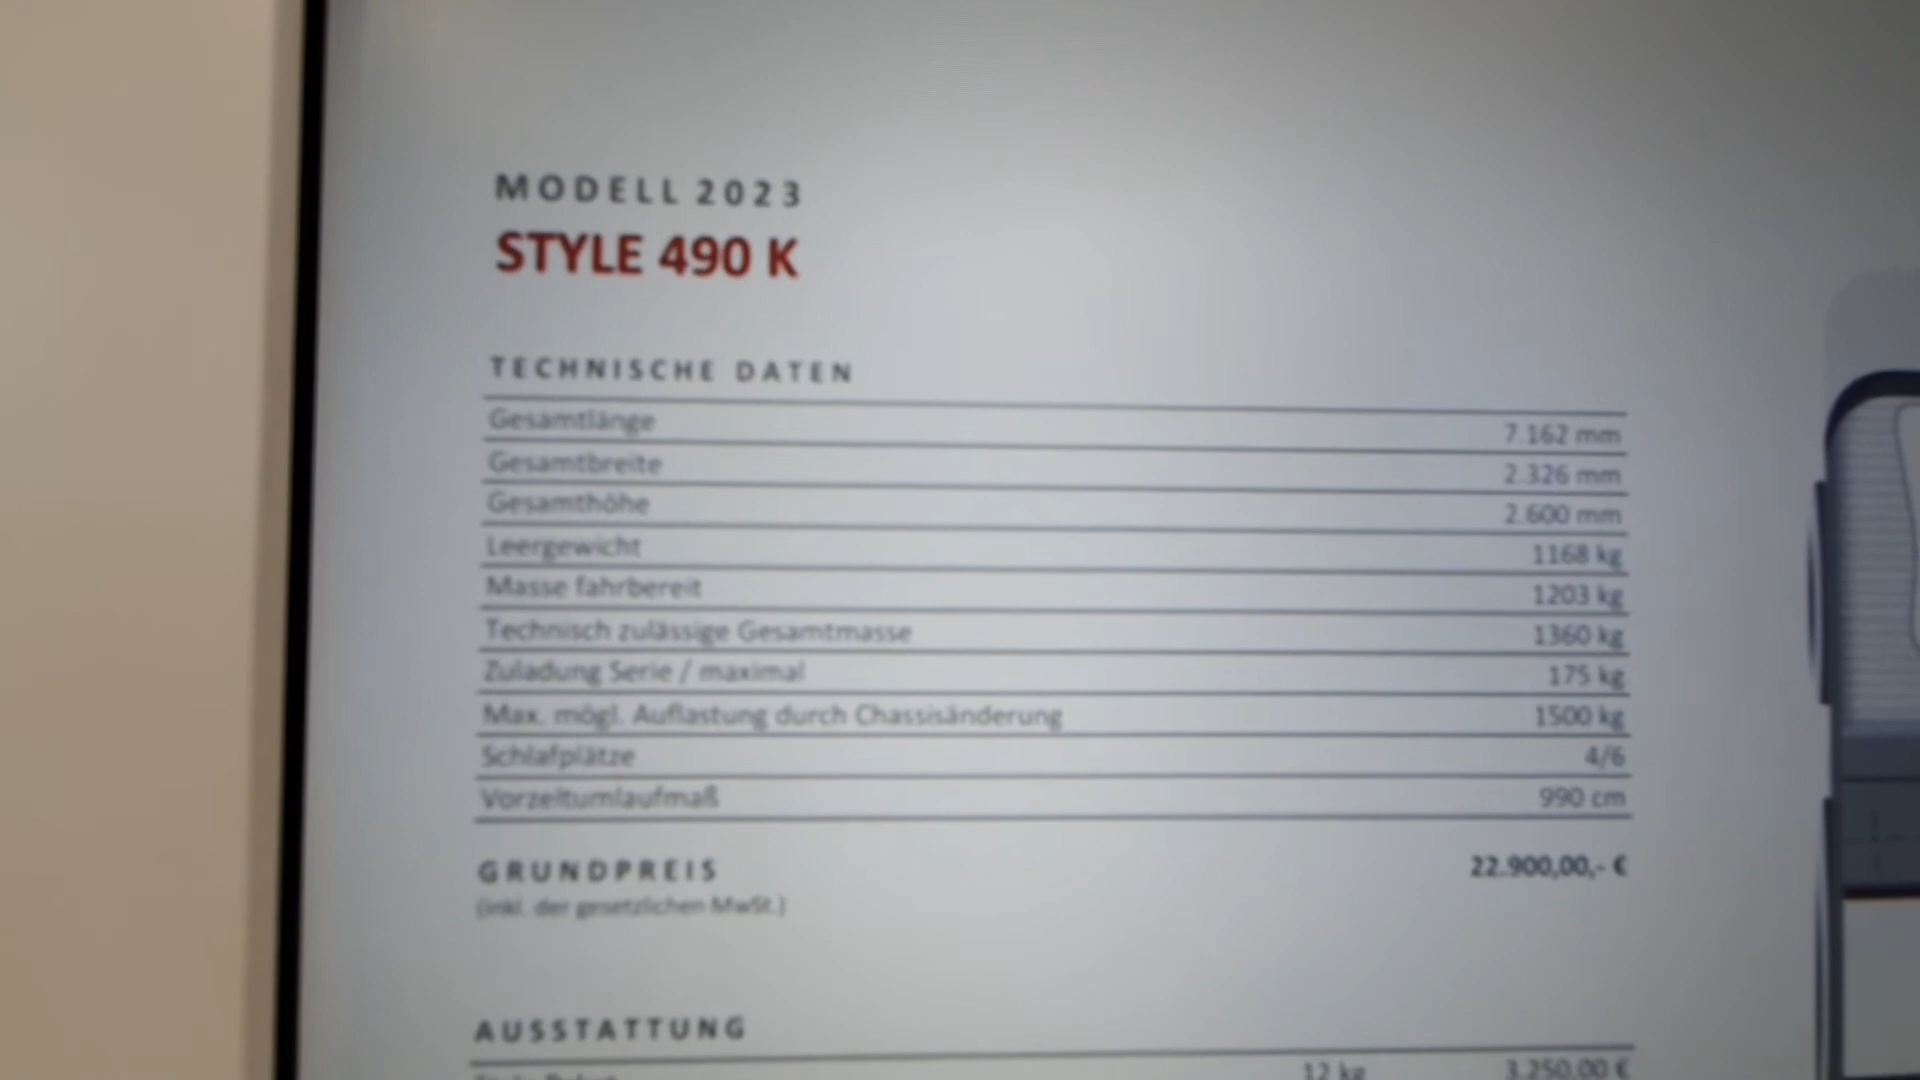 MODELL 2023
STYLE 490 K
TECHNISCHE DATEN
Gesamtlänge 7.162 mm
Gesamtbreite 2.326 mm
Gesamthöhe 2.600 mm
Leergewicht 1168 kg
Masse fahrbereit 1203 kg
Technisch zulässige Gesamtmasse 1360 kg
Zuladung Serie / maximal 175 kg
Max. mögl. Auflastung durch Chassisänderung 1500 kg
Schlafplätze 4/6
Vorzeltumlaufmaß 990 cm
GRUNDPREIS 22.900,00,- €
(inkl. der gesetzlichen MwSt.)
AUSSTATTUNG
12 kg 3.250,00 €